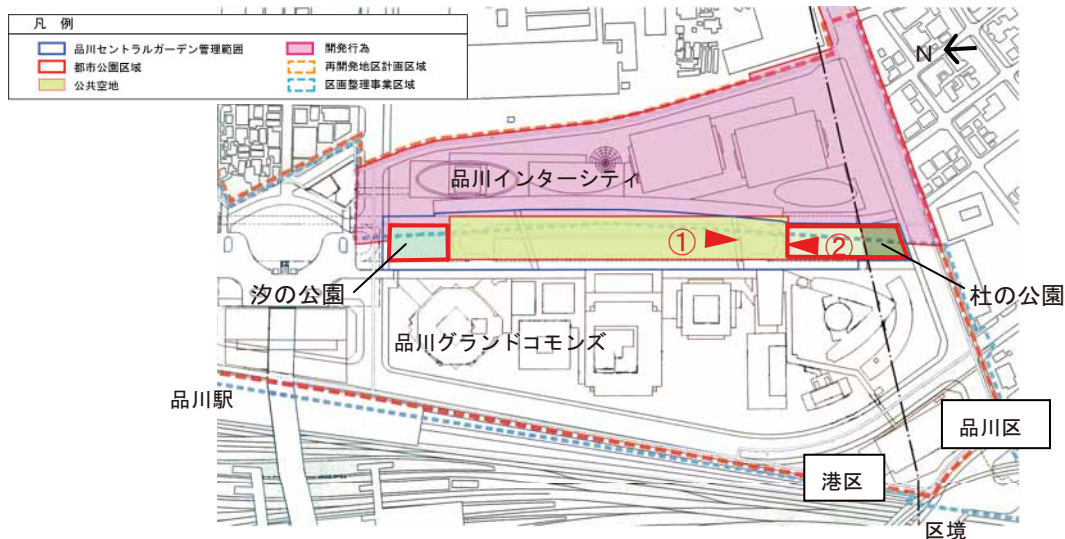 凡 例
品川セントラルガーデン管理範囲
開発行為
都市公園区域
再開発地区計画区域
公共空地
区画整理事業区域
N
品川インターシティ
① ②
汐の公園
杜の公園
品川グランドコモンズ
品川駅
品川区
港区
区境